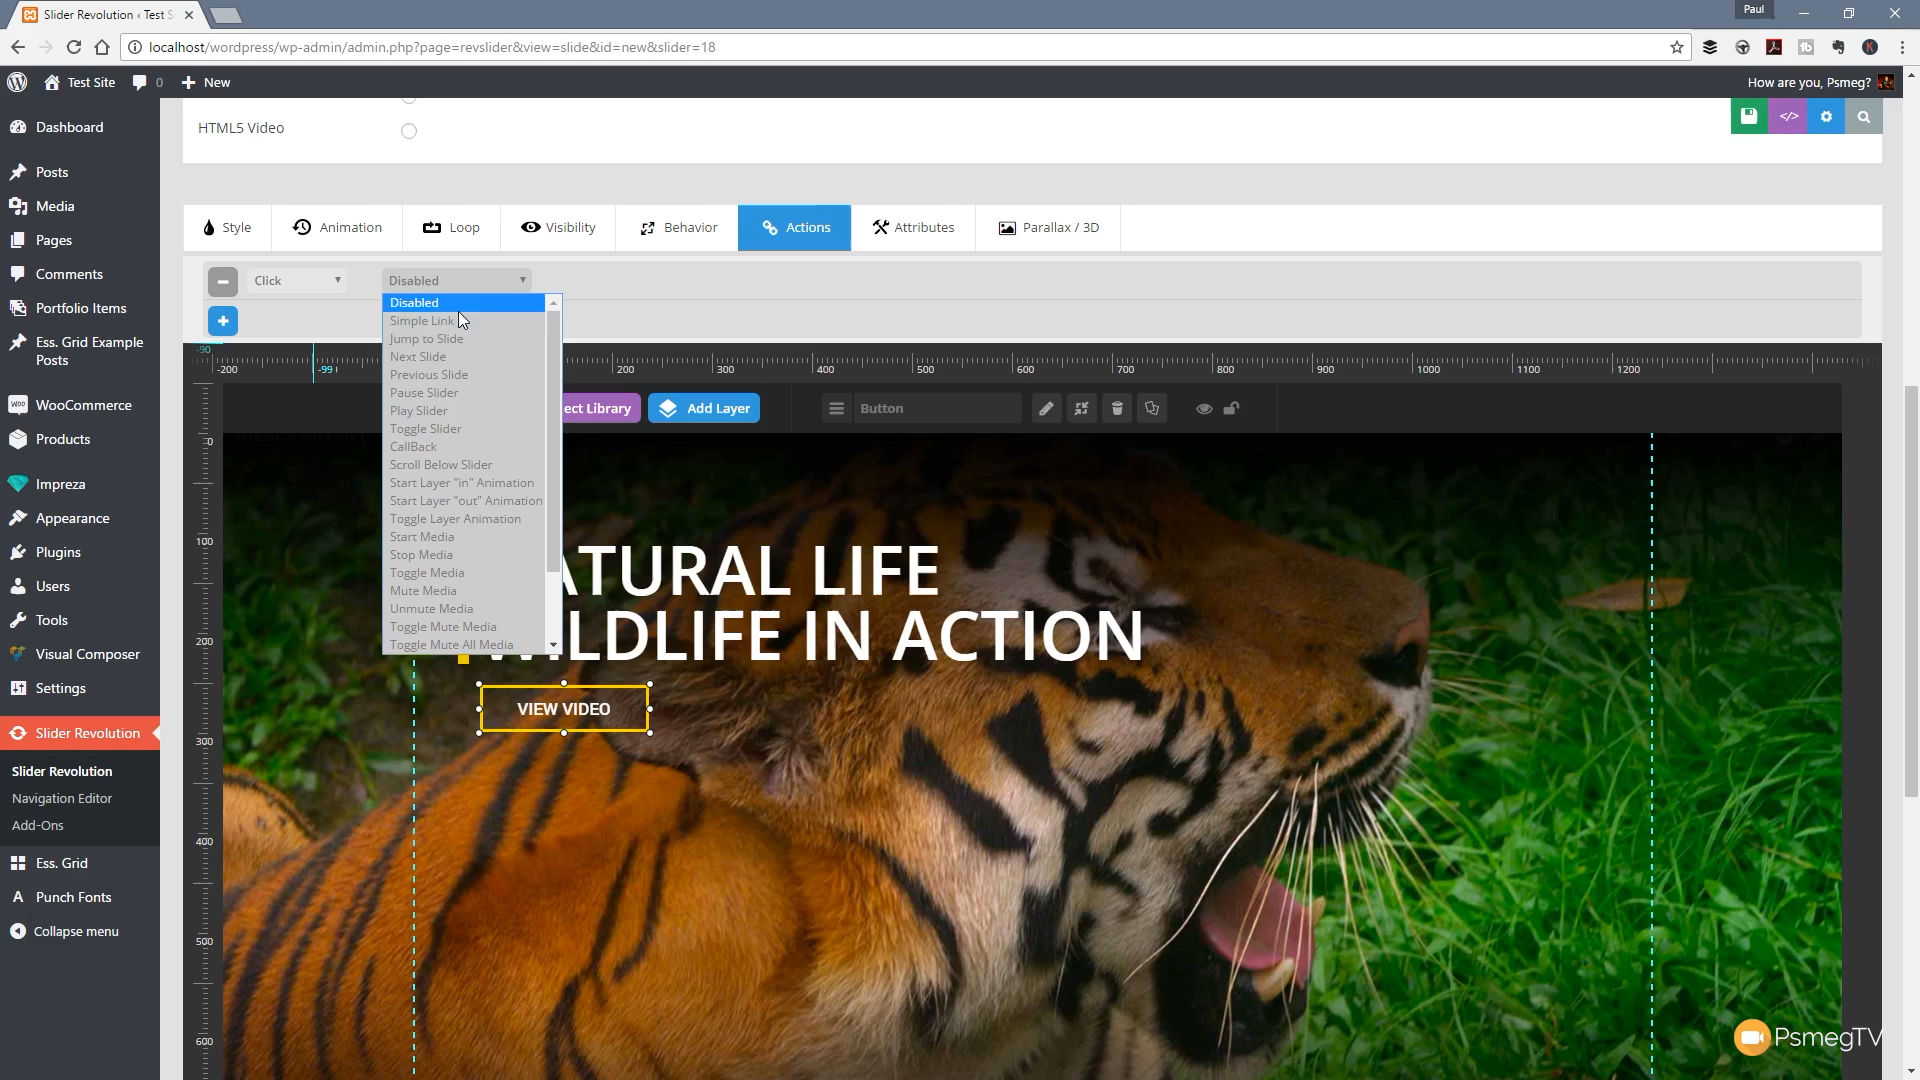 Slider Revolution ‹ Test S
Paul
localhost/wordpress/wp-admin/admin.php?page=revslider&view=slide&id=new&slider=18
Test Site
0
New
How are you, Psmeg?
Dashboard
Posts
Media
Pages
Comments
Portfolio Items
Ess. Grid Example
Posts
WooCommerce
Products
Impreza
Appearance
Plugins
Users
Tools
Visual Composer
Settings
Slider Revolution
Slider Revolution
Navigation Editor
Add-Ons
Ess. Grid
Punch Fonts
Collapse menu
HTML5 Video
</>
Style
Animation
Loop
Visibility
Behavior
Actions
Attributes
Parallax / 3D
Click
Disabled
Disabled
Simple Link
Jump to Slide
Next Slide
Previous Slide
Pause Slider
Play Slider
Toggle Slider
CallBack
Scroll Below Slider
Start Layer "in" Animation
Start Layer "out" Animation
Toggle Layer Animation
Start Media
Stop Media
Toggle Media
Mute Media
Unmute Media
Toggle Mute Media
Toggle Mute All Media
-90
-200 -99 200 300 400 500 600 700 800 900 1000 1100 1200
ect Library
Add Layer
Button
0
100
200
300
400
500
600
ATURAL LIFE
WILDLIFE IN ACTION
VIEW VIDEO
PsmegTV